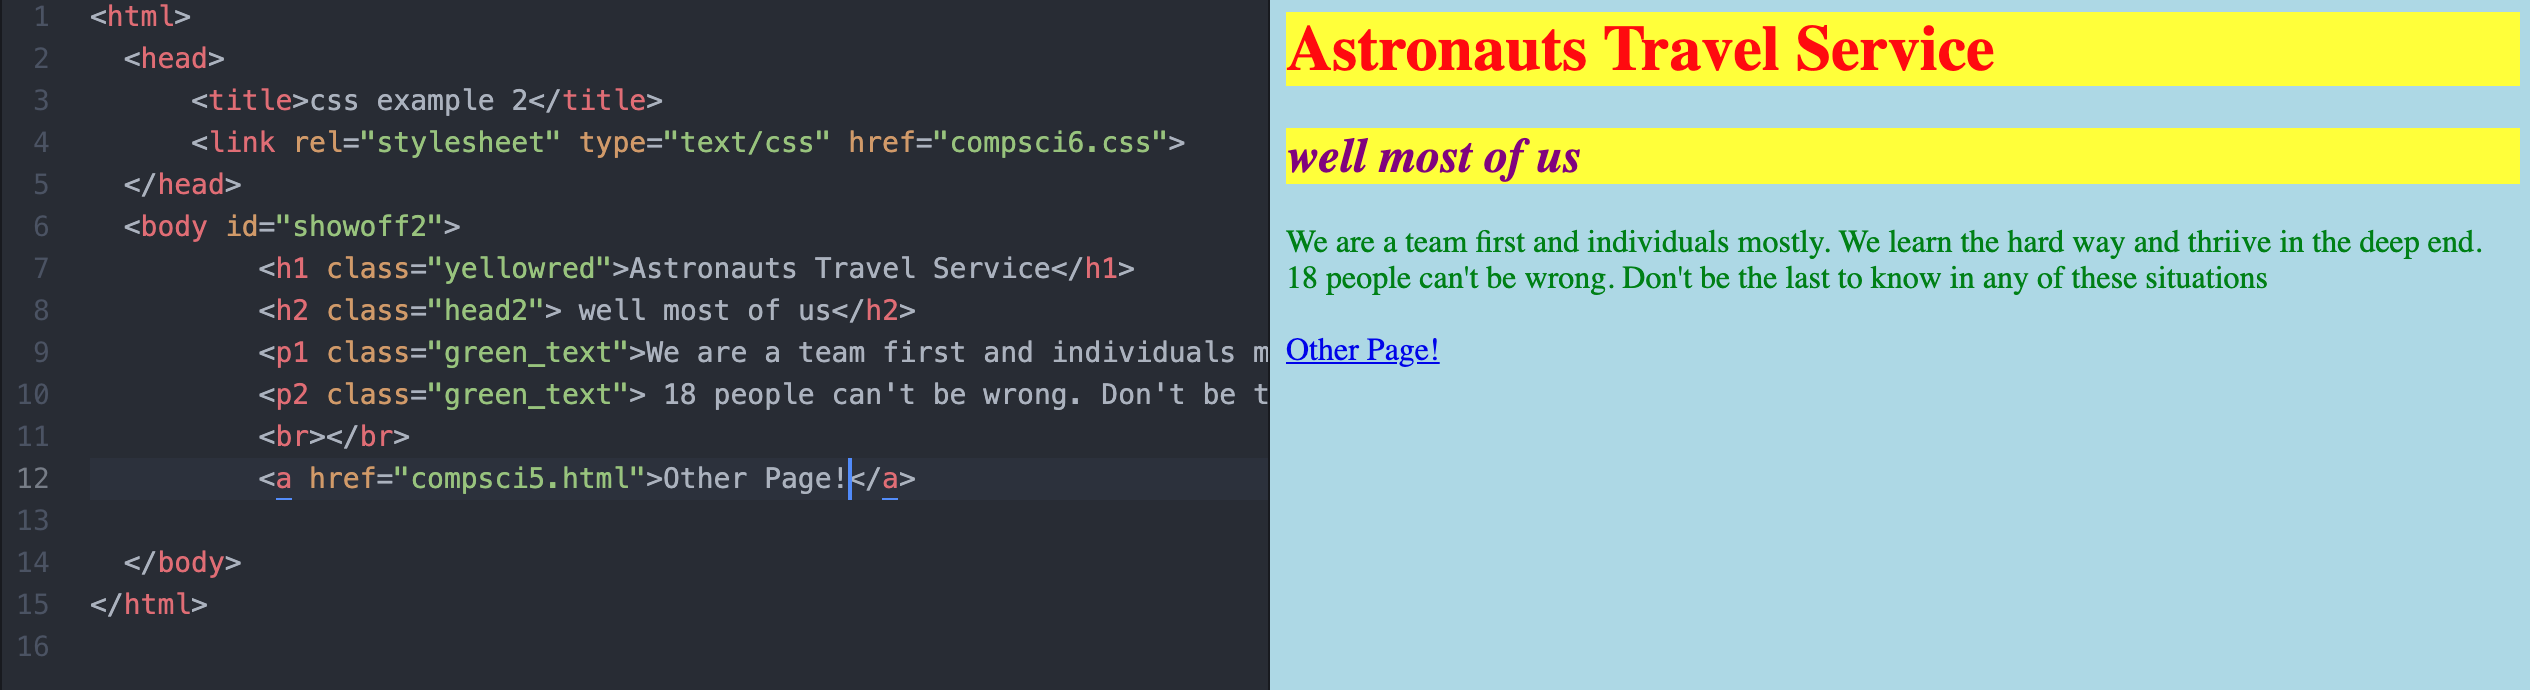 1 <html>
2 <head>
3 <title>css example 2</title>
4 <link rel="stylesheet" type="text/css" href="compsci6.css">
5 </head>
6 <body id="showoff2">
7 <h1 class="yellowred">Astronauts Travel Service</h1>
8 <h2 class="head2"> well most of us</h2>
9 <p1 class="green_text">We are a team first and individuals m
10 <p2 class="green_text"> 18 people can't be wrong. Don't be t
11 <br></br>
12 <a href="compsci5.html">Other Page!</a>
13
14 </body>
15 </html>
16
Astronauts Travel Service
well most of us
We are a team first and individuals mostly. We learn the hard way and thriive in the deep end.
18 people can't be wrong. Don't be the last to know in any of these situations
Other Page!